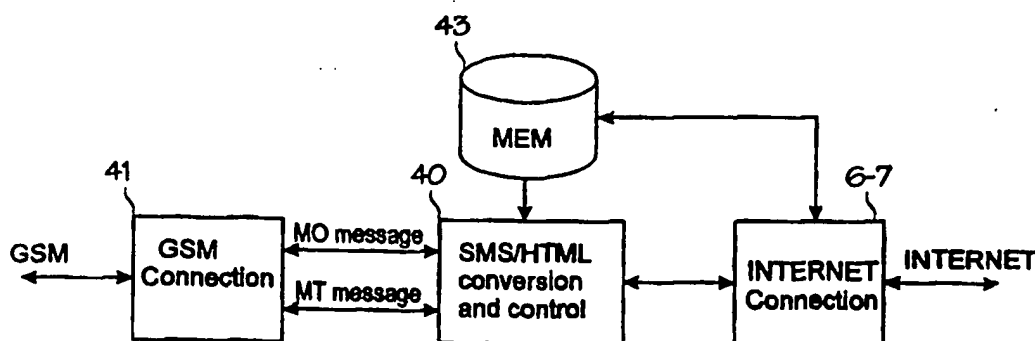 43
MEM
41
40
6-7
GSM
GSM
Connection
MO message
MT message
SMS/HTML
conversion
and control
INTERNET
Connection
INTERNET